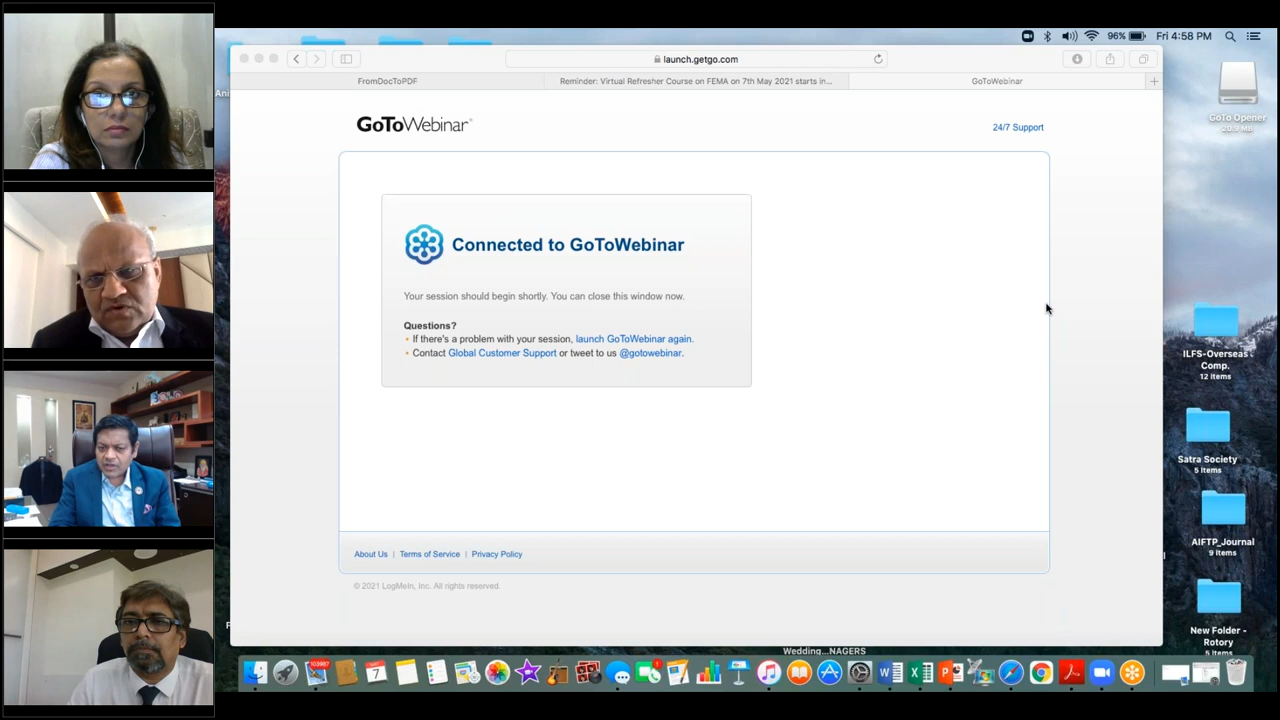 96%
Fri 4:58 PM
launch.getgo.com
FromDocToPDF
Reminder: Virtual Refresher Course on FEMA on 7th May 2021 starts in...
GoToWebinar
GoToWebinar
24/7 Support
Connected to GoToWebinar
Your session should begin shortly. You can close this window now.
Questions?
• If there's a problem with your session, launch GoToWebinar again.
• Contact Global Customer Support or tweet to us @gotowebinar.
About Us | Terms of Service | Privacy Policy
© 2021 LogMeIn, Inc. All rights reserved.
GoTo Opener
ILFS-Overseas Comp.
12 items
Satra Society
5 items
AIFTP_Journal
9 items
New Folder -
Rotory
5 items
Wedding...NAGERS
103987
7